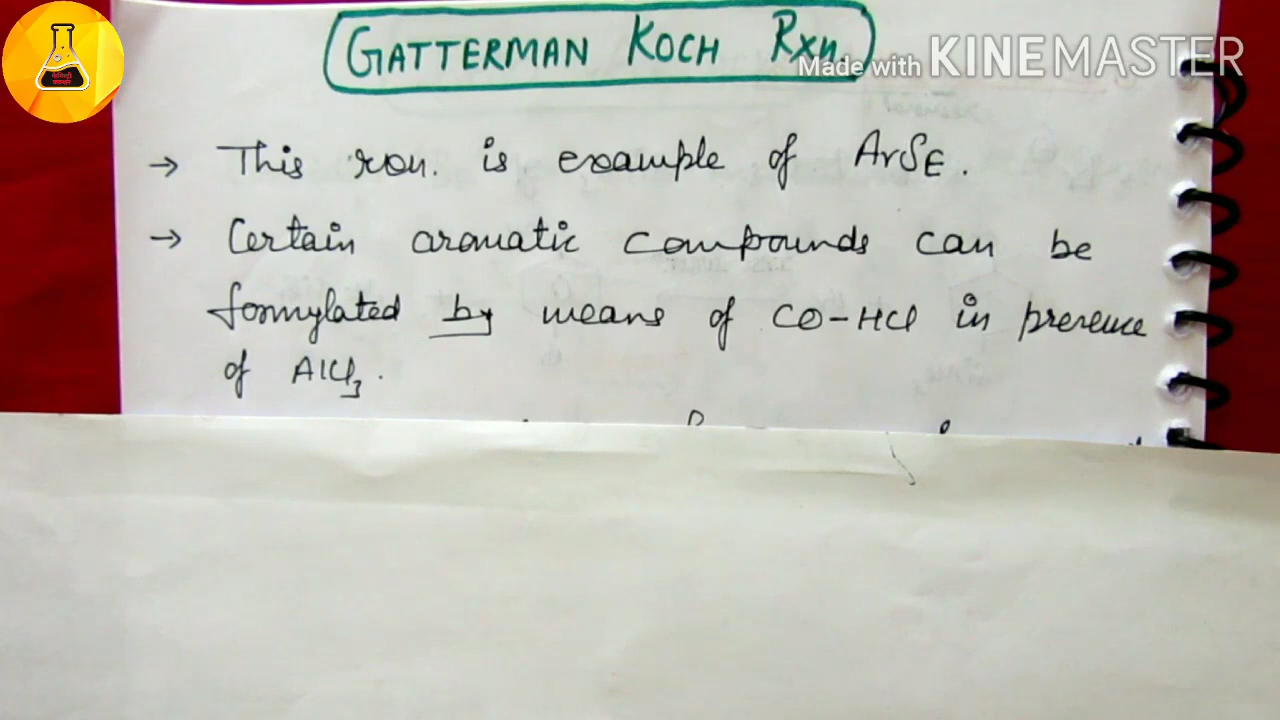 GATTERMAN KOCH Rxn
Made with KINEMASTER
→ This rxn. is example of ArSE.
→ Certain aromatic compounds can be
formylated by means of CO-HCl in presence
of AlCl3.